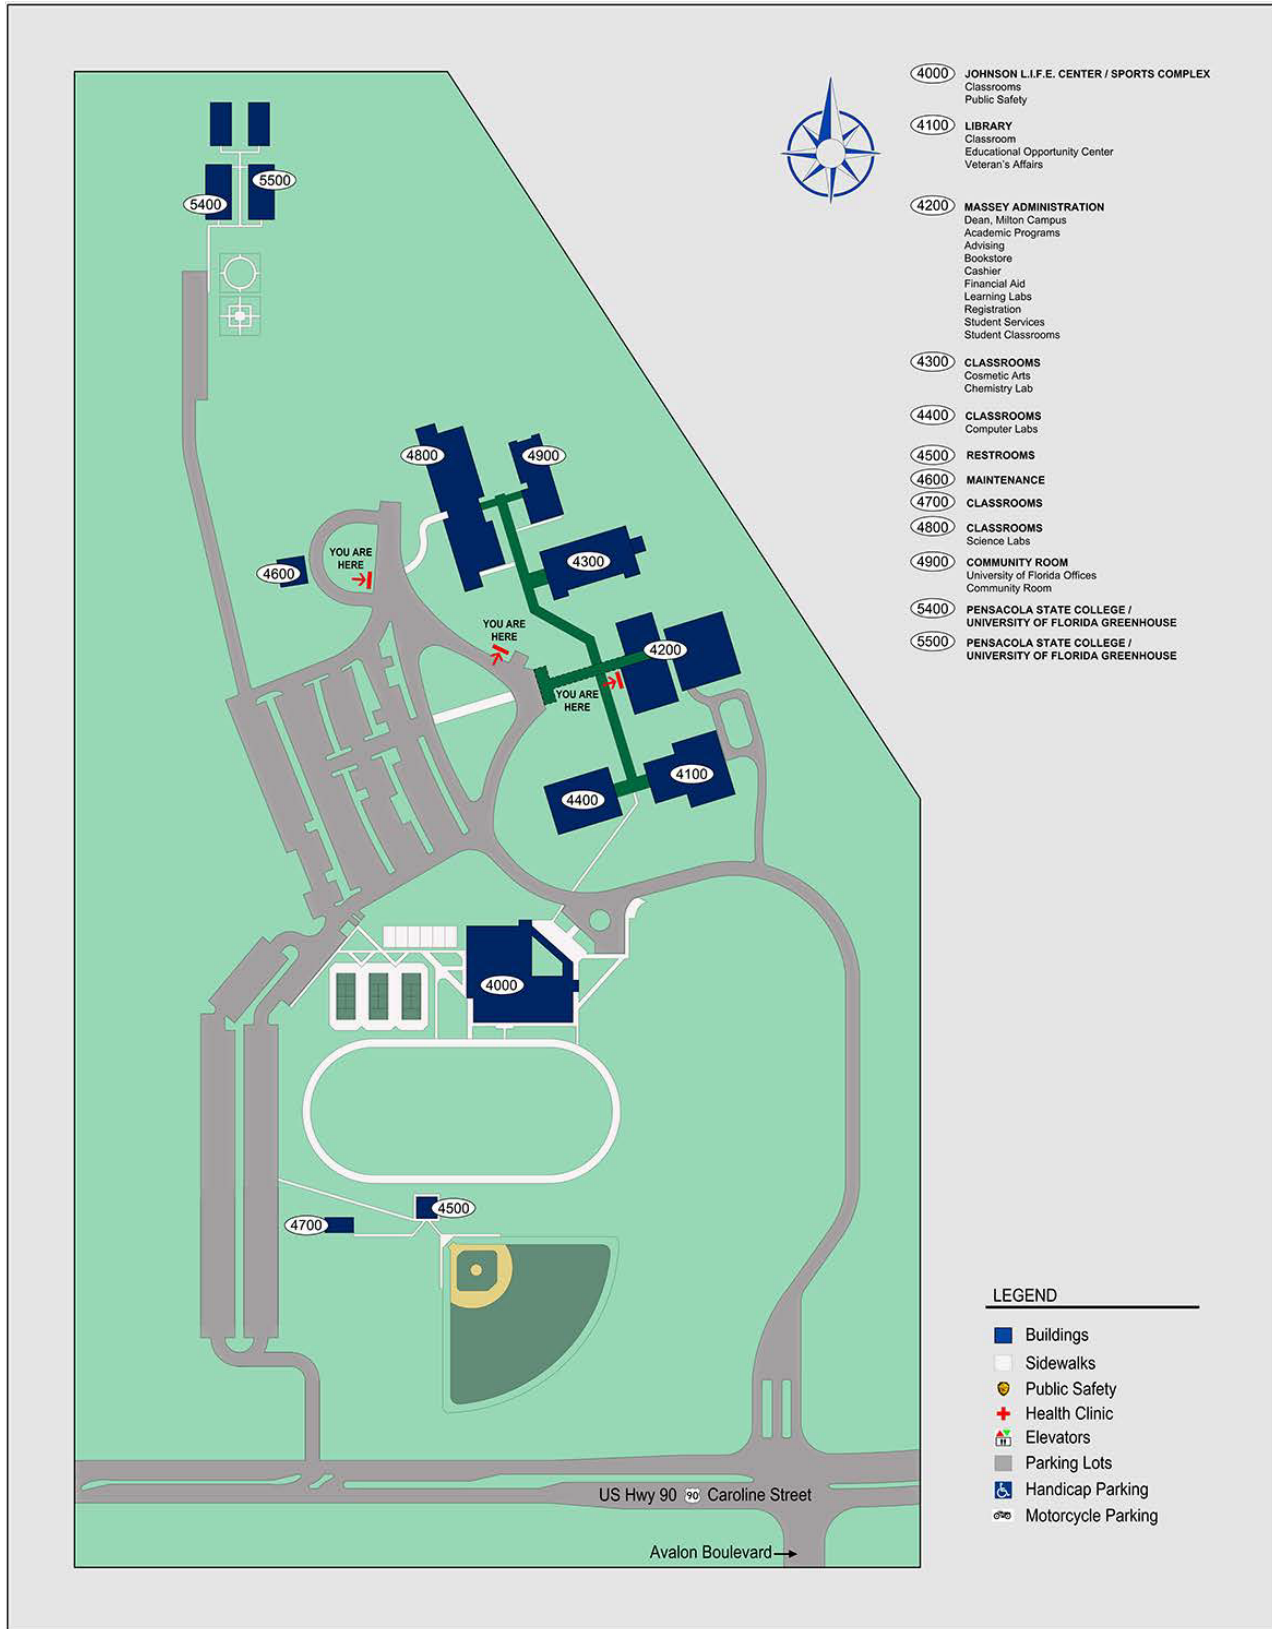 4000 JOHNSON L.I.F.E. CENTER / SPORTS COMPLEX
Classrooms
Public Safety
4100 LIBRARY
Classroom
Educational Opportunity Center
Veteran's Affairs
4200 MASSEY ADMINISTRATION
Dean, Milton Campus
Academic Programs
Advising
Bookstore
Cashier
Financial Aid
Learning Labs
Registration
Student Services
Student Classrooms
4300 CLASSROOMS
Cosmetic Arts
Chemistry Lab
4400 CLASSROOMS
Computer Labs
4500 RESTROOMS
4600 MAINTENANCE
4700 CLASSROOMS
4800 CLASSROOMS
Science Labs
4900 COMMUNITY ROOM
University of Florida Offices
Community Room
5400 PENSACOLA STATE COLLEGE /
UNIVERSITY OF FLORIDA GREENHOUSE
5500 PENSACOLA STATE COLLEGE /
UNIVERSITY OF FLORIDA GREENHOUSE
5500
5400
4800
4900
YOU ARE
HERE
4300
4600
YOU ARE
HERE
4200
YOU ARE
HERE
4100
4400
4000
4500
4700
US Hwy 90 90 Caroline Street
Avalon Boulevard
LEGEND
Buildings
Sidewalks
Public Safety
Health Clinic
Elevators
Parking Lots
Handicap Parking
Motorcycle Parking